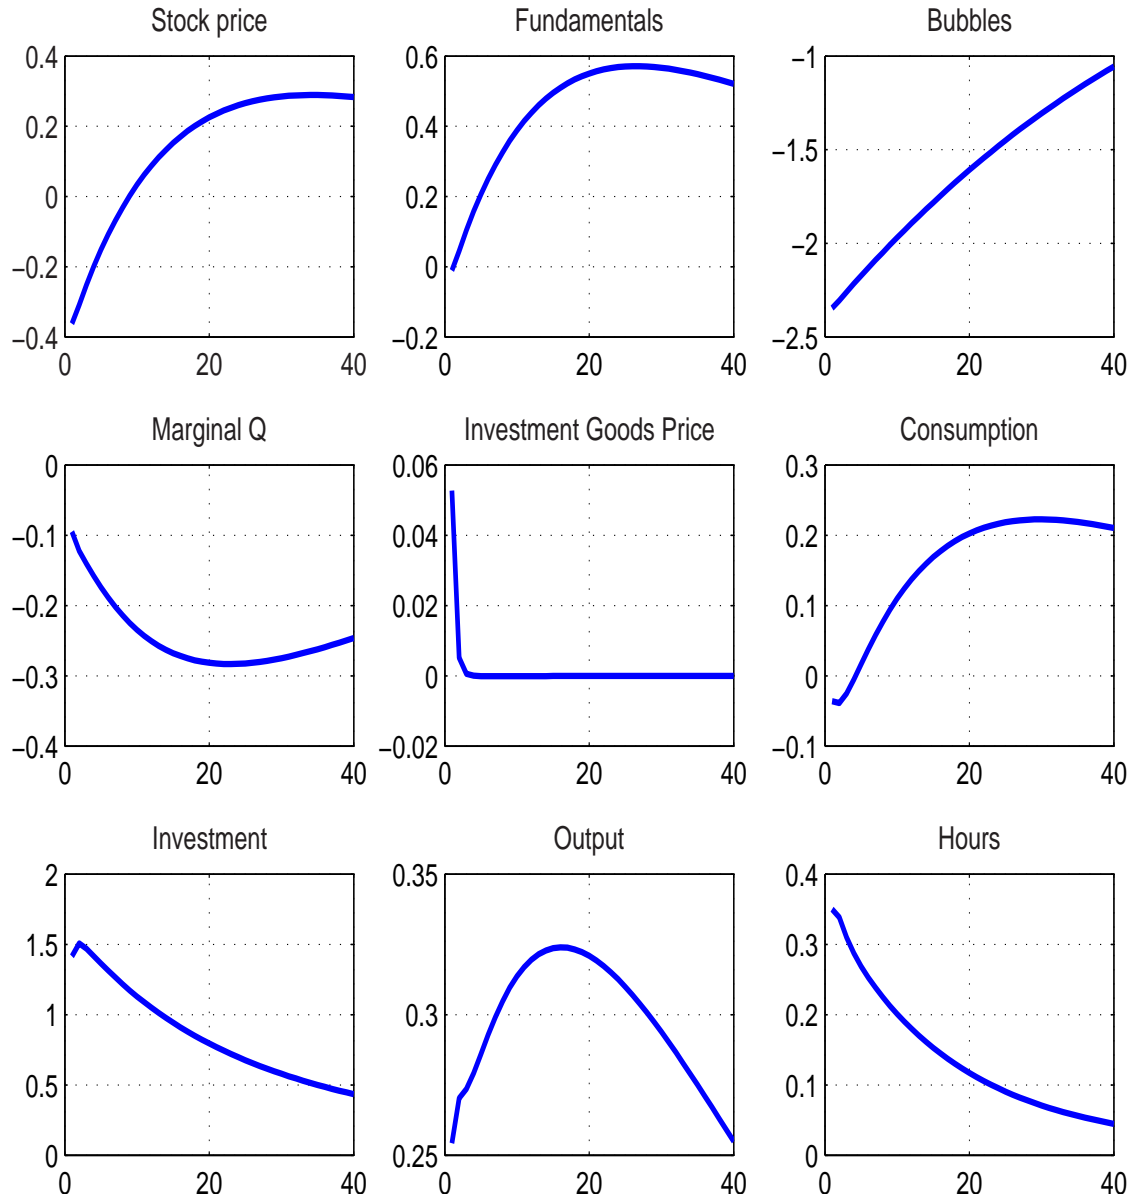 Stock price Fundamentals Bubbles
0.4 0.6 −1
0.2 0.4 −1.5
0 0.2 −2
−0.2 0
−0.4 −0.2 −2.5
0 20 40 0 20 40 0 20 40
Marginal Q Investment Goods Price Consumption
0 0.06 0.3
−0.1 0.04 0.2
−0.2 0.02 0.1
−0.3 0 0
−0.4 −0.02 −0.1
0 20 40 0 20 40 0 20 40
Investment Output Hours
2 0.35 0.4
1.5 0.3
1 0.3 0.2
0.5 0.1
0 0.25 0
0 20 40 0 20 40 0 20 40